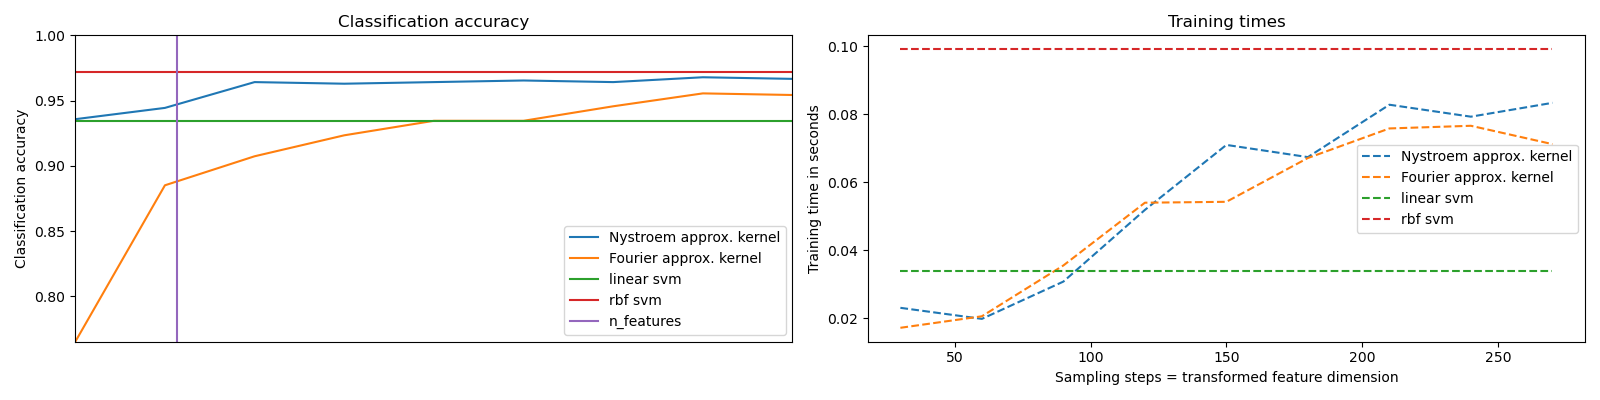 Classification accuracy
Classification accuracy
1.00
0.95
0.90
0.85
0.80
Nystroem approx. kernel
Fourier approx. kernel
linear svm
rbf svm
n_features
Training times
Training time in seconds
0.10
0.08
0.06
0.04
0.02
Nystroem approx. kernel
Fourier approx. kernel
linear svm
rbf svm
50
100
150
200
250
Sampling steps = transformed feature dimension